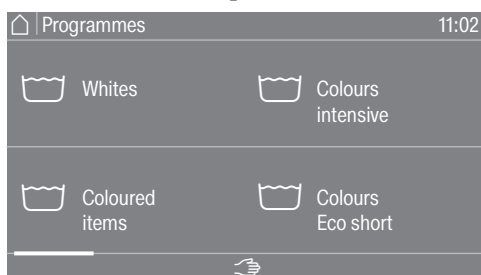 Programmes 11:02
Whites
Colours
intensive
Coloured
items
Colours
Eco short